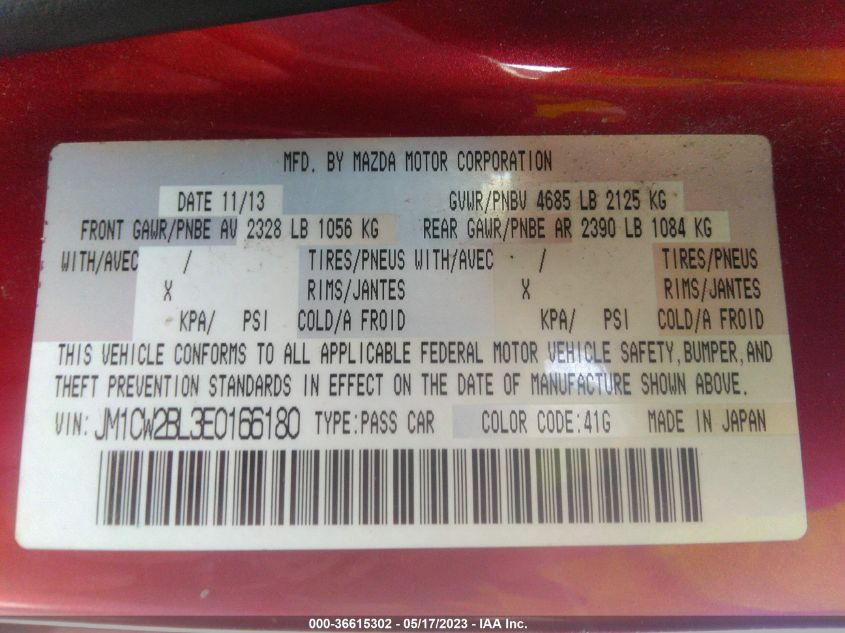 MFD. BY MAZDA MOTOR CORPORATION
DATE 11/13 GVWR/PNBV 4685 LB 2125 KG
FRONT GAWR/PNBE AV 2328 LB 1056 KG REAR GAWR/PNBE AR 2390 LB 1084 KG
WITH/AVEC / TIRES/PNEUS WITH/AVEC / TIRES/PNEUS
X RIMS/JANTES X RIMS/JANTES
KPA/ PSI COLD/A FROID KPA/ PSI COLD/A FROID
THIS VEHICLE CONFORMS TO ALL APPLICABLE FEDERAL MOTOR VEHICLE SAFETY,BUMPER,AND
THEFT PREVENTION STANDARDS IN EFFECT ON THE DATE OF MANUFACTURE SHOWN ABOVE.
VIN: JM1CW2BL3E0166180 TYPE:PASS CAR COLOR CODE:41G MADE IN JAPAN
000-36615302 - 05/17/2023 - IAA Inc.